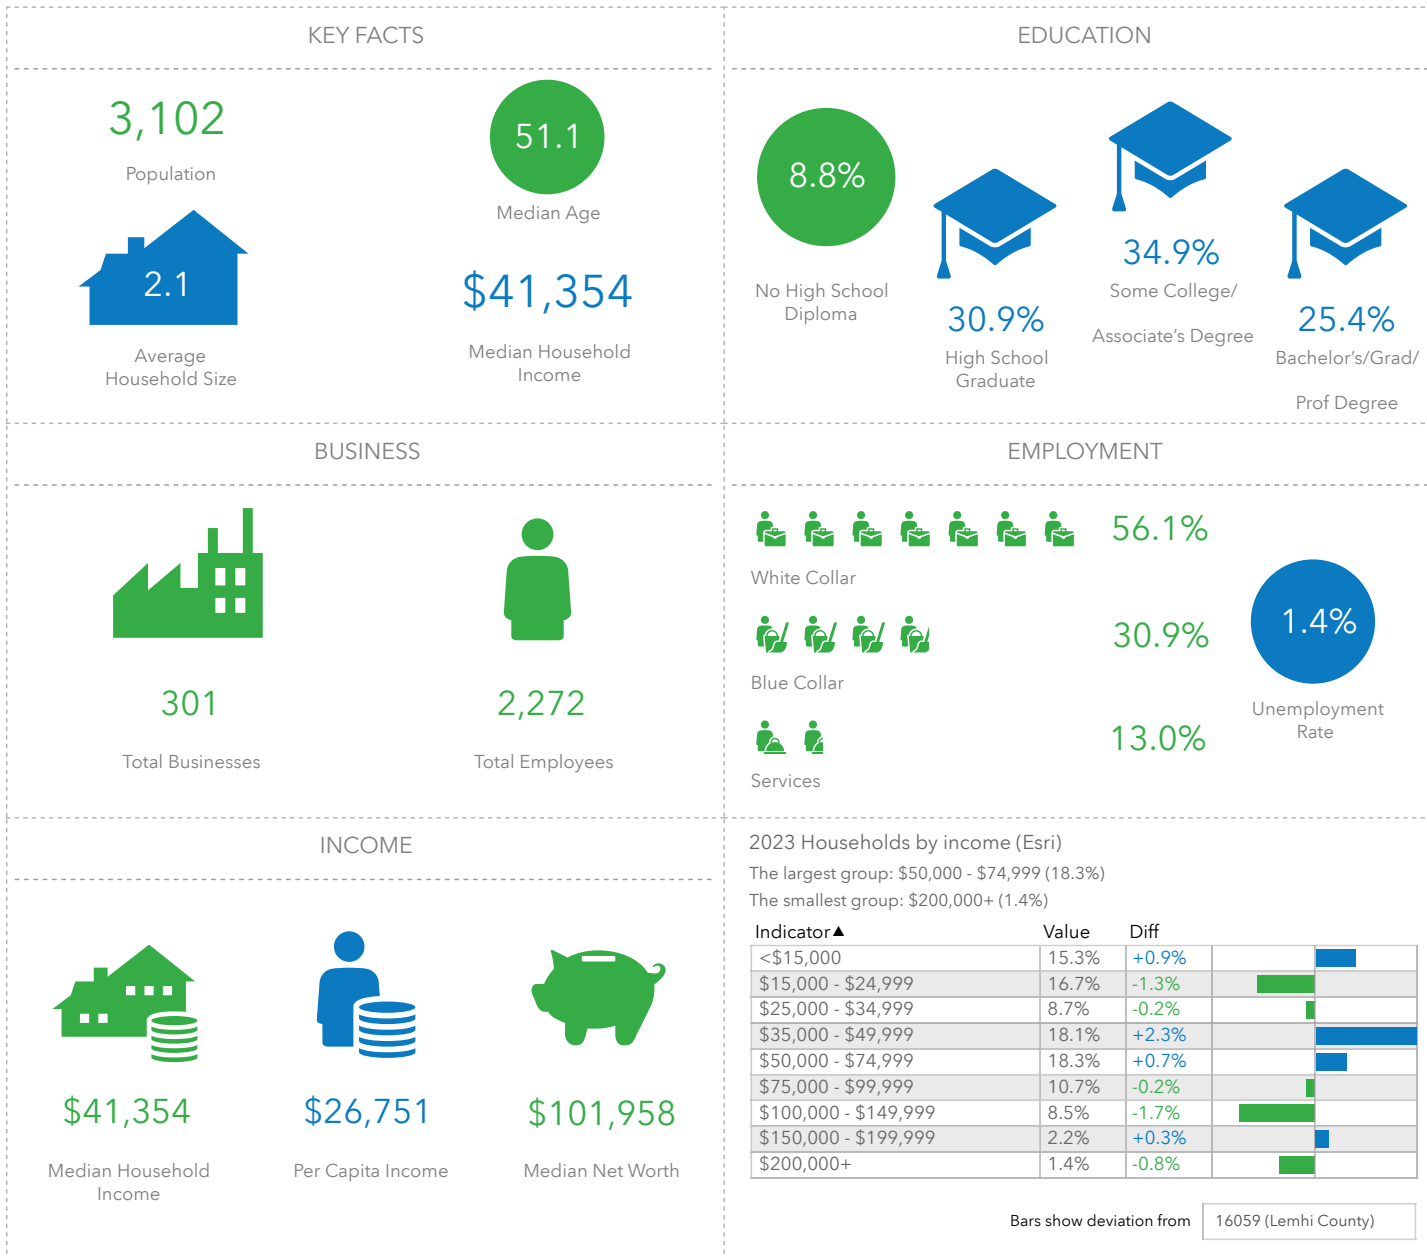 KEY FACTS
3,102
Population
51.1
Median Age
2.1
Average
Household Size
$41,354
Median Household
Income
EDUCATION
8.8%
No High School
Diploma
30.9%
High School
Graduate
34.9%
Some College/
Associate's Degree
25.4%
Bachelor's/Grad/
Prof Degree
BUSINESS
301
Total Businesses
2,272
Total Employees
EMPLOYMENT
56.1%
White Collar
30.9%
Blue Collar
13.0%
Services
1.4%
Unemployment
Rate
INCOME
$41,354
Median Household
Income
$26,751
Per Capita Income
$101,958
Median Net Worth
2023 Households by income (Esri)
The largest group: $50,000 - $74,999 (18.3%)
The smallest group: $200,000+ (1.4%)
Indicator▲ Value Diff
<$15,000 15.3% +0.9%
$15,000 - $24,999 16.7% -1.3%
$25,000 - $34,999 8.7% -0.2%
$35,000 - $49,999 18.1% +2.3%
$50,000 - $74,999 18.3% +0.7%
$75,000 - $99,999 10.7% -0.2%
$100,000 - $149,999 8.5% -1.7%
$150,000 - $199,999 2.2% +0.3%
$200,000+ 1.4% -0.8%
Bars show deviation from 16059 (Lemhi County)